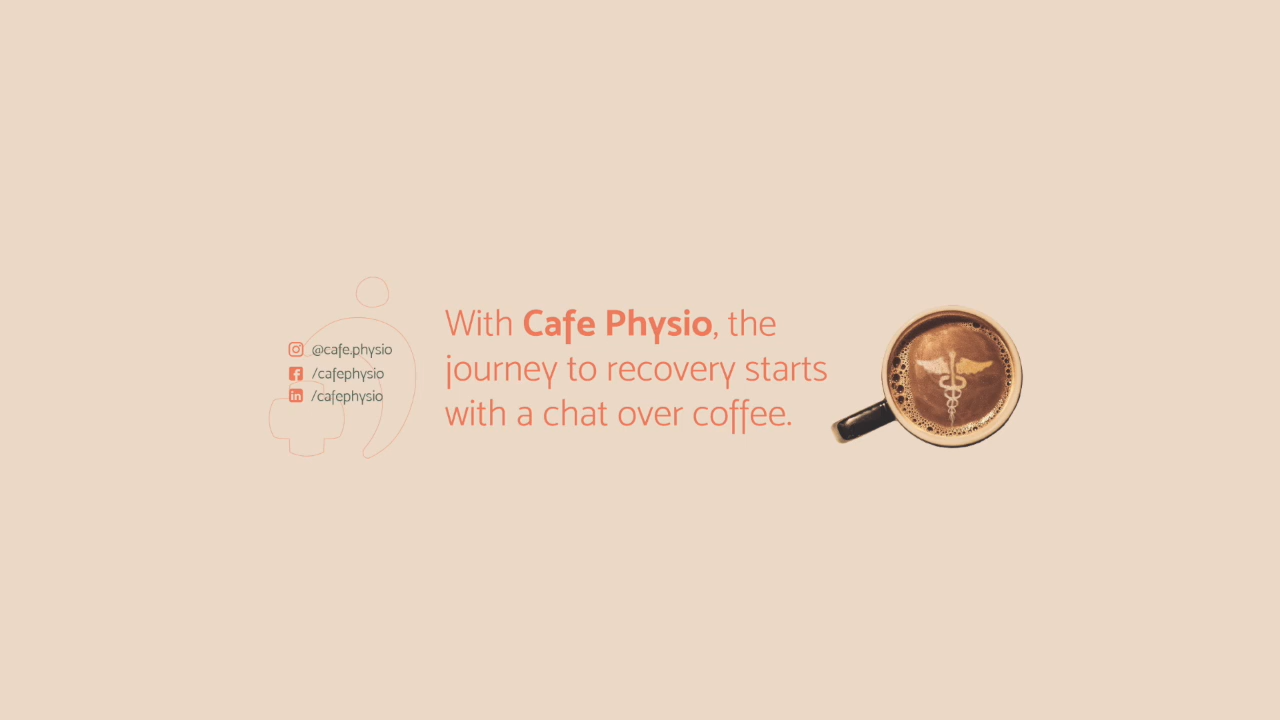 @cafe.physio
/cafephysio
/cafephysio
With Cafe Physio, the
journey to recovery starts
with a chat over coffee.